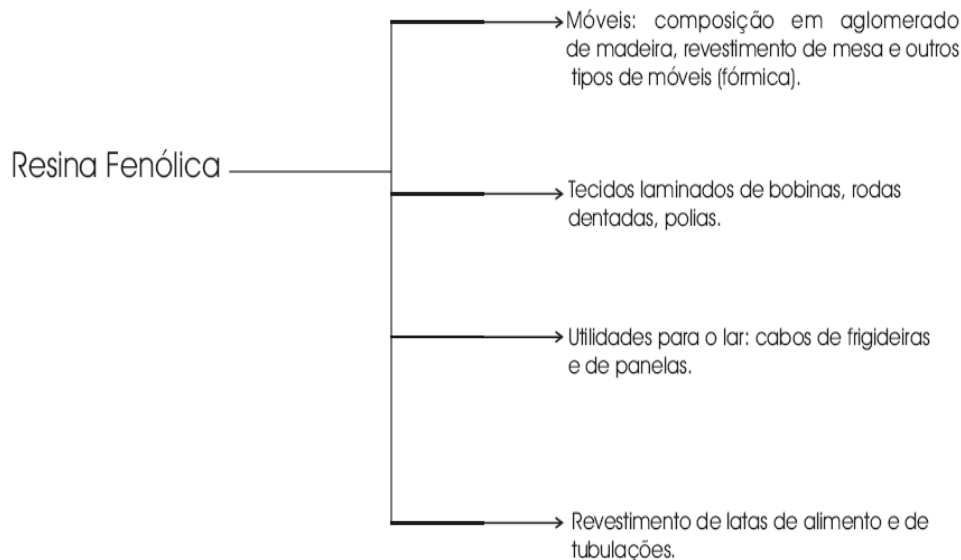 Móveis: composição em aglomerado
de madeira, revestimento de mesa e outros
tipos de móveis (fórmica).
Resina Fenólica
Tecidos laminados de bobinas, rodas
dentadas, polias.
Utilidades para o lar: cabos de frigideiras
e de panelas.
Revestimento de latas de alimento e de
tubulações.